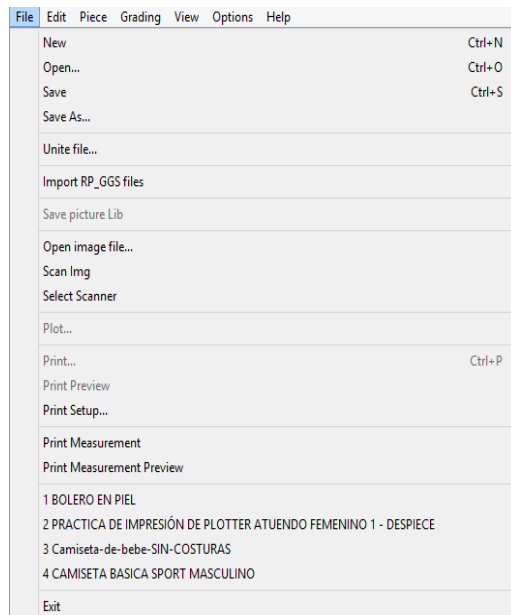 File Edit Piece Grading View Options Help
New Ctrl+N
Open... Ctrl+O
Save Ctrl+S
Save As...
Unite file...
Import RP_GGS files
Save picture Lib
Open image file...
Scan Img
Select Scanner
Plot...
Print... Ctrl+P
Print Preview
Print Setup...
Print Measurement
Print Measurement Preview
1 BOLERO EN PIEL
2 PRACTICA DE IMPRESIÓN DE PLOTTER ATUENDO FEMENINO 1 - DESPIECE
3 Camiseta-de-bebe-SIN-COSTURAS
4 CAMISETA BASICA SPORT MASCULINO
Exit